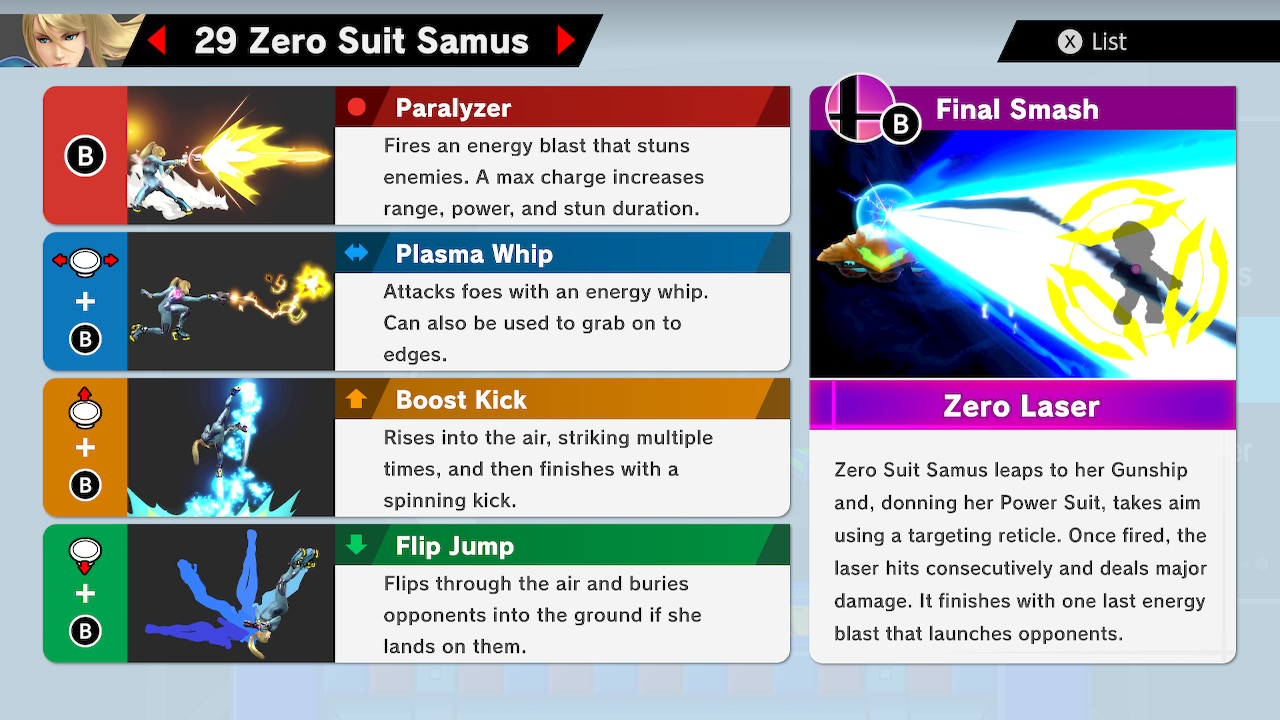 29 Zero Suit Samus
X List
B
Paralyzer
Fires an energy blast that stuns
enemies. A max charge increases
range, power, and stun duration.
+
B
Plasma Whip
Attacks foes with an energy whip.
Can also be used to grab on to
edges.
+
B
Boost Kick
Rises into the air, striking multiple
times, and then finishes with a
spinning kick.
+
B
Flip Jump
Flips through the air and buries
opponents into the ground if she
lands on them.
B
Final Smash
Zero Laser
Zero Suit Samus leaps to her Gunship
and, donning her Power Suit, takes aim
using a targeting reticle. Once fired, the
laser hits consecutively and deals major
damage. It finishes with one last energy
blast that launches opponents.